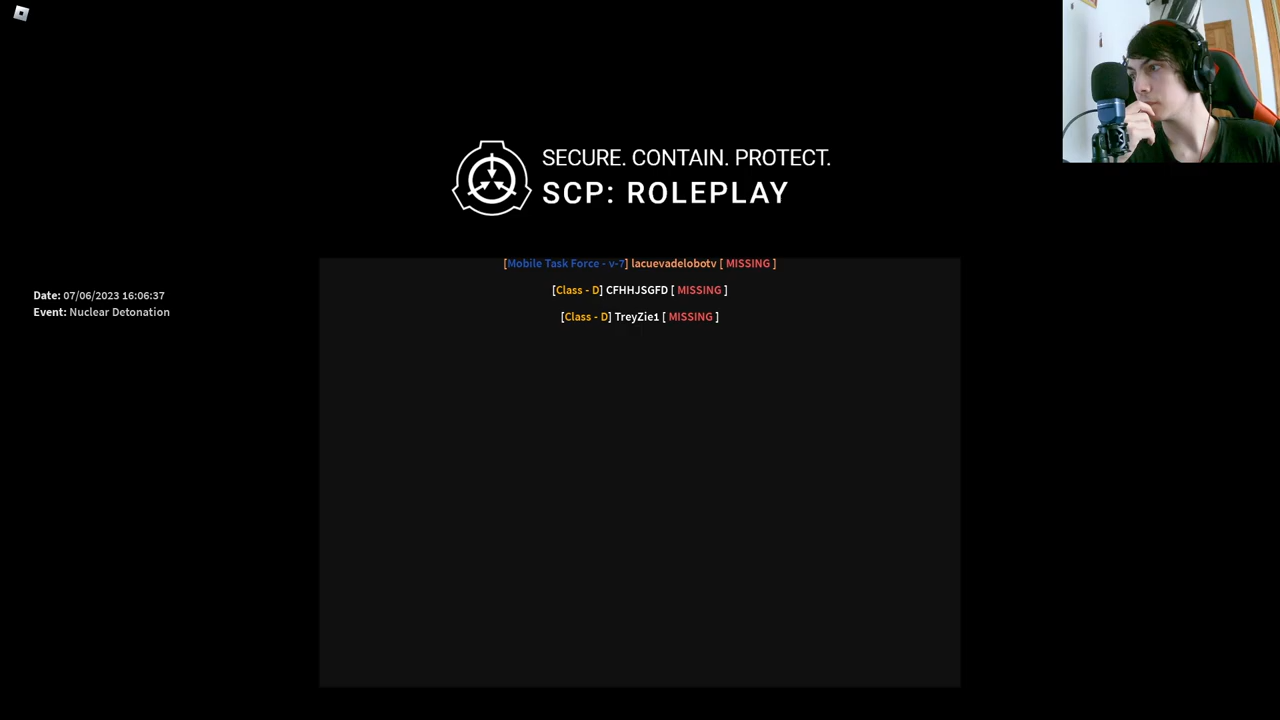 SECURE. CONTAIN. PROTECT.
SCP: ROLEPLAY
[Mobile Task Force - v-7] lacuevadelobotv [ MISSING ]
[Class - D] CFHHJSGFD [ MISSING ]
[Class - D] TreyZie1 [ MISSING ]
Date: 07/06/2023 16:06:37
Event: Nuclear Detonation